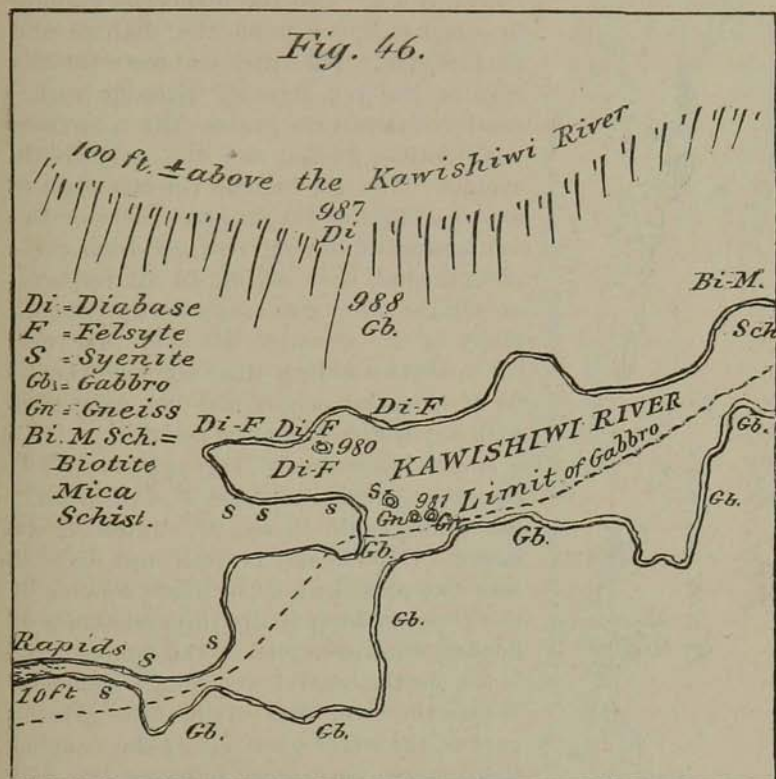 Fig. 46.
100 ft. ± above the Kawishiwi River
987
Di
988
Gb.
Di = Diabase
F = Felsyte
S = Syenite
Gb = Gabbro
Gn = Gneiss
Bi. M. Sch. =
Biotite
Mica
Schist.
Bi-M.
Sch
Di-F
Di-F
Di-F
980
Di-F
KAWISHIWI RIVER
Limit of Gabbro
Gb.
S
981
Gn
Gn
S S S
Gb.
Gb.
Gb.
Gb.
Rapids
S
S
10 ft
S
Gb.
Gb.